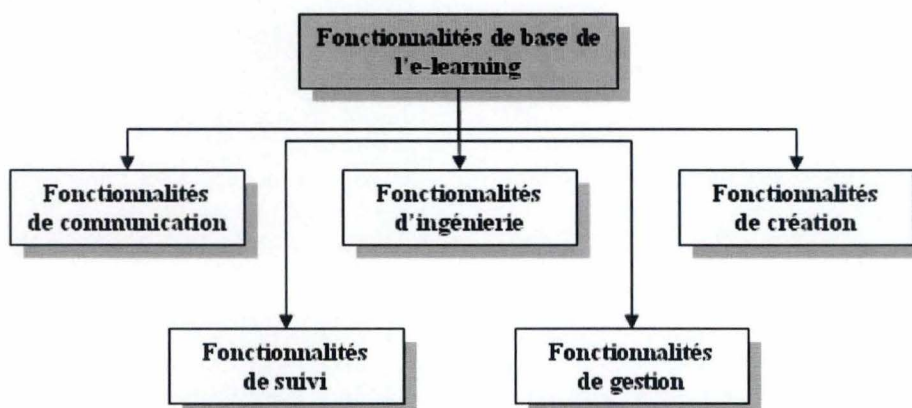 Fonctionnalités de base de
l'e-learning
Fonctionnalités
de communication
Fonctionnalités
d'ingénierie
Fonctionnalités
de création
Fonctionnalités
de suivi
Fonctionnalités
de gestion